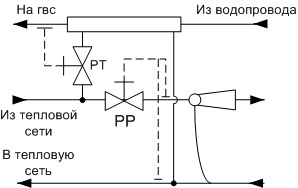 На гвс
Из водопровода
РТ
Из тепловой
сети
РР
В тепловую
сеть